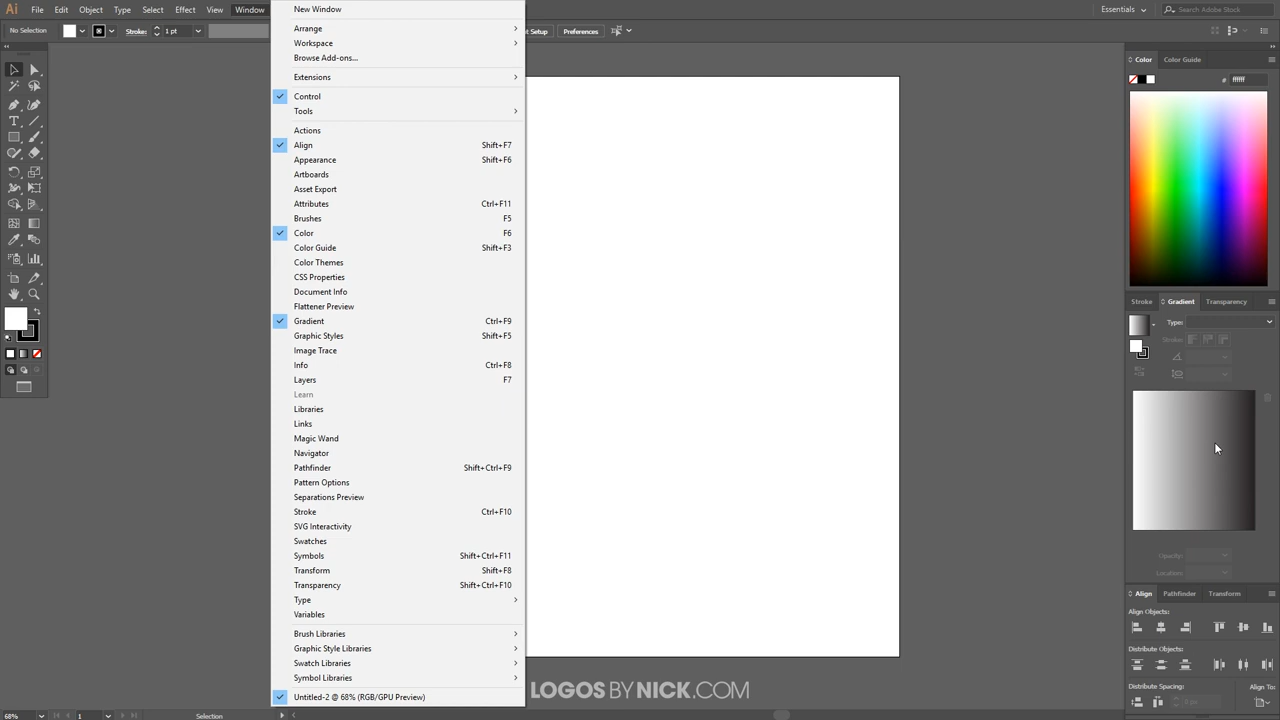 Ai File Edit Object Type Select Effect View Window Essentials Search Adobe Stock
No Selection Stroke: 1 pt Setup Preferences
New Window
Arrange
Workspace
Browse Add-ons...
Extensions
Control
Tools
Actions
Align Shift+F7
Appearance Shift+F6
Artboards
Asset Export
Attributes Ctrl+F11
Brushes F5
Color F6
Color Guide Shift+F3
Color Themes
CSS Properties
Document Info
Flattener Preview
Gradient Ctrl+F9
Graphic Styles Shift+F5
Image Trace
Info Ctrl+F8
Layers F7
Learn
Libraries
Links
Magic Wand
Navigator
Pathfinder Shift+Ctrl+F9
Pattern Options
Separations Preview
Stroke Ctrl+F10
SVG Interactivity
Swatches
Symbols Shift+Ctrl+F11
Transform Shift+F8
Transparency Shift+Ctrl+F10
Type
Variables
Brush Libraries
Graphic Style Libraries
Swatch Libraries
Symbol Libraries
Untitled-2 @ 68% (RGB/GPU Preview)
Color Color Guide
# ffffff
Stroke Gradient Transparency
Type:
Stroke:
Opacity:
Location:
Align Pathfinder Transform
Align Objects:
Distribute Objects:
Distribute Spacing: Align To:
0 px
LOGOSBYNICK.COM
68% 1 Selection